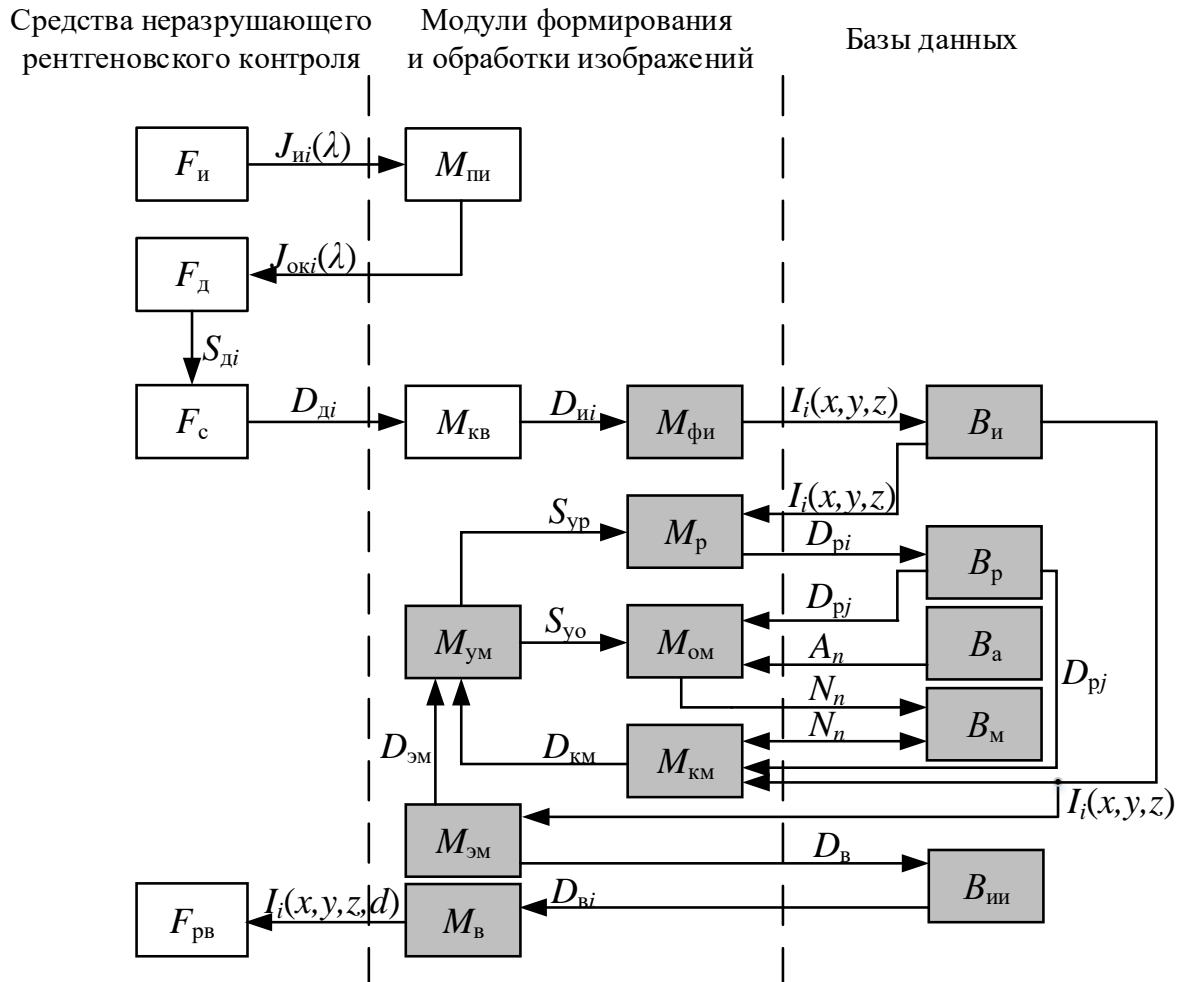 Средства неразрушающего
рентгеновского контроля
Модули формирования
и обработки изображений
Базы данных
Fи
Jиi(λ)
Mпи
Fд
Jокi(λ)
Sдi
Fс
Dдi
Mкв
Dиi
Mфи
Ii(x,y,z)
Bи
Ii(x,y,z)
Sур
Mр
Dрi
Bр
Dрj
Mум
Sуо
Mом
An
Bа
Dрj
Nn
Nn
Bм
Dэм
Dкм
Mкм
Ii(x,y,z)
Mэм
Dв
Bии
Fрв
Ii(x,y,z,d)
Mв
Dвi